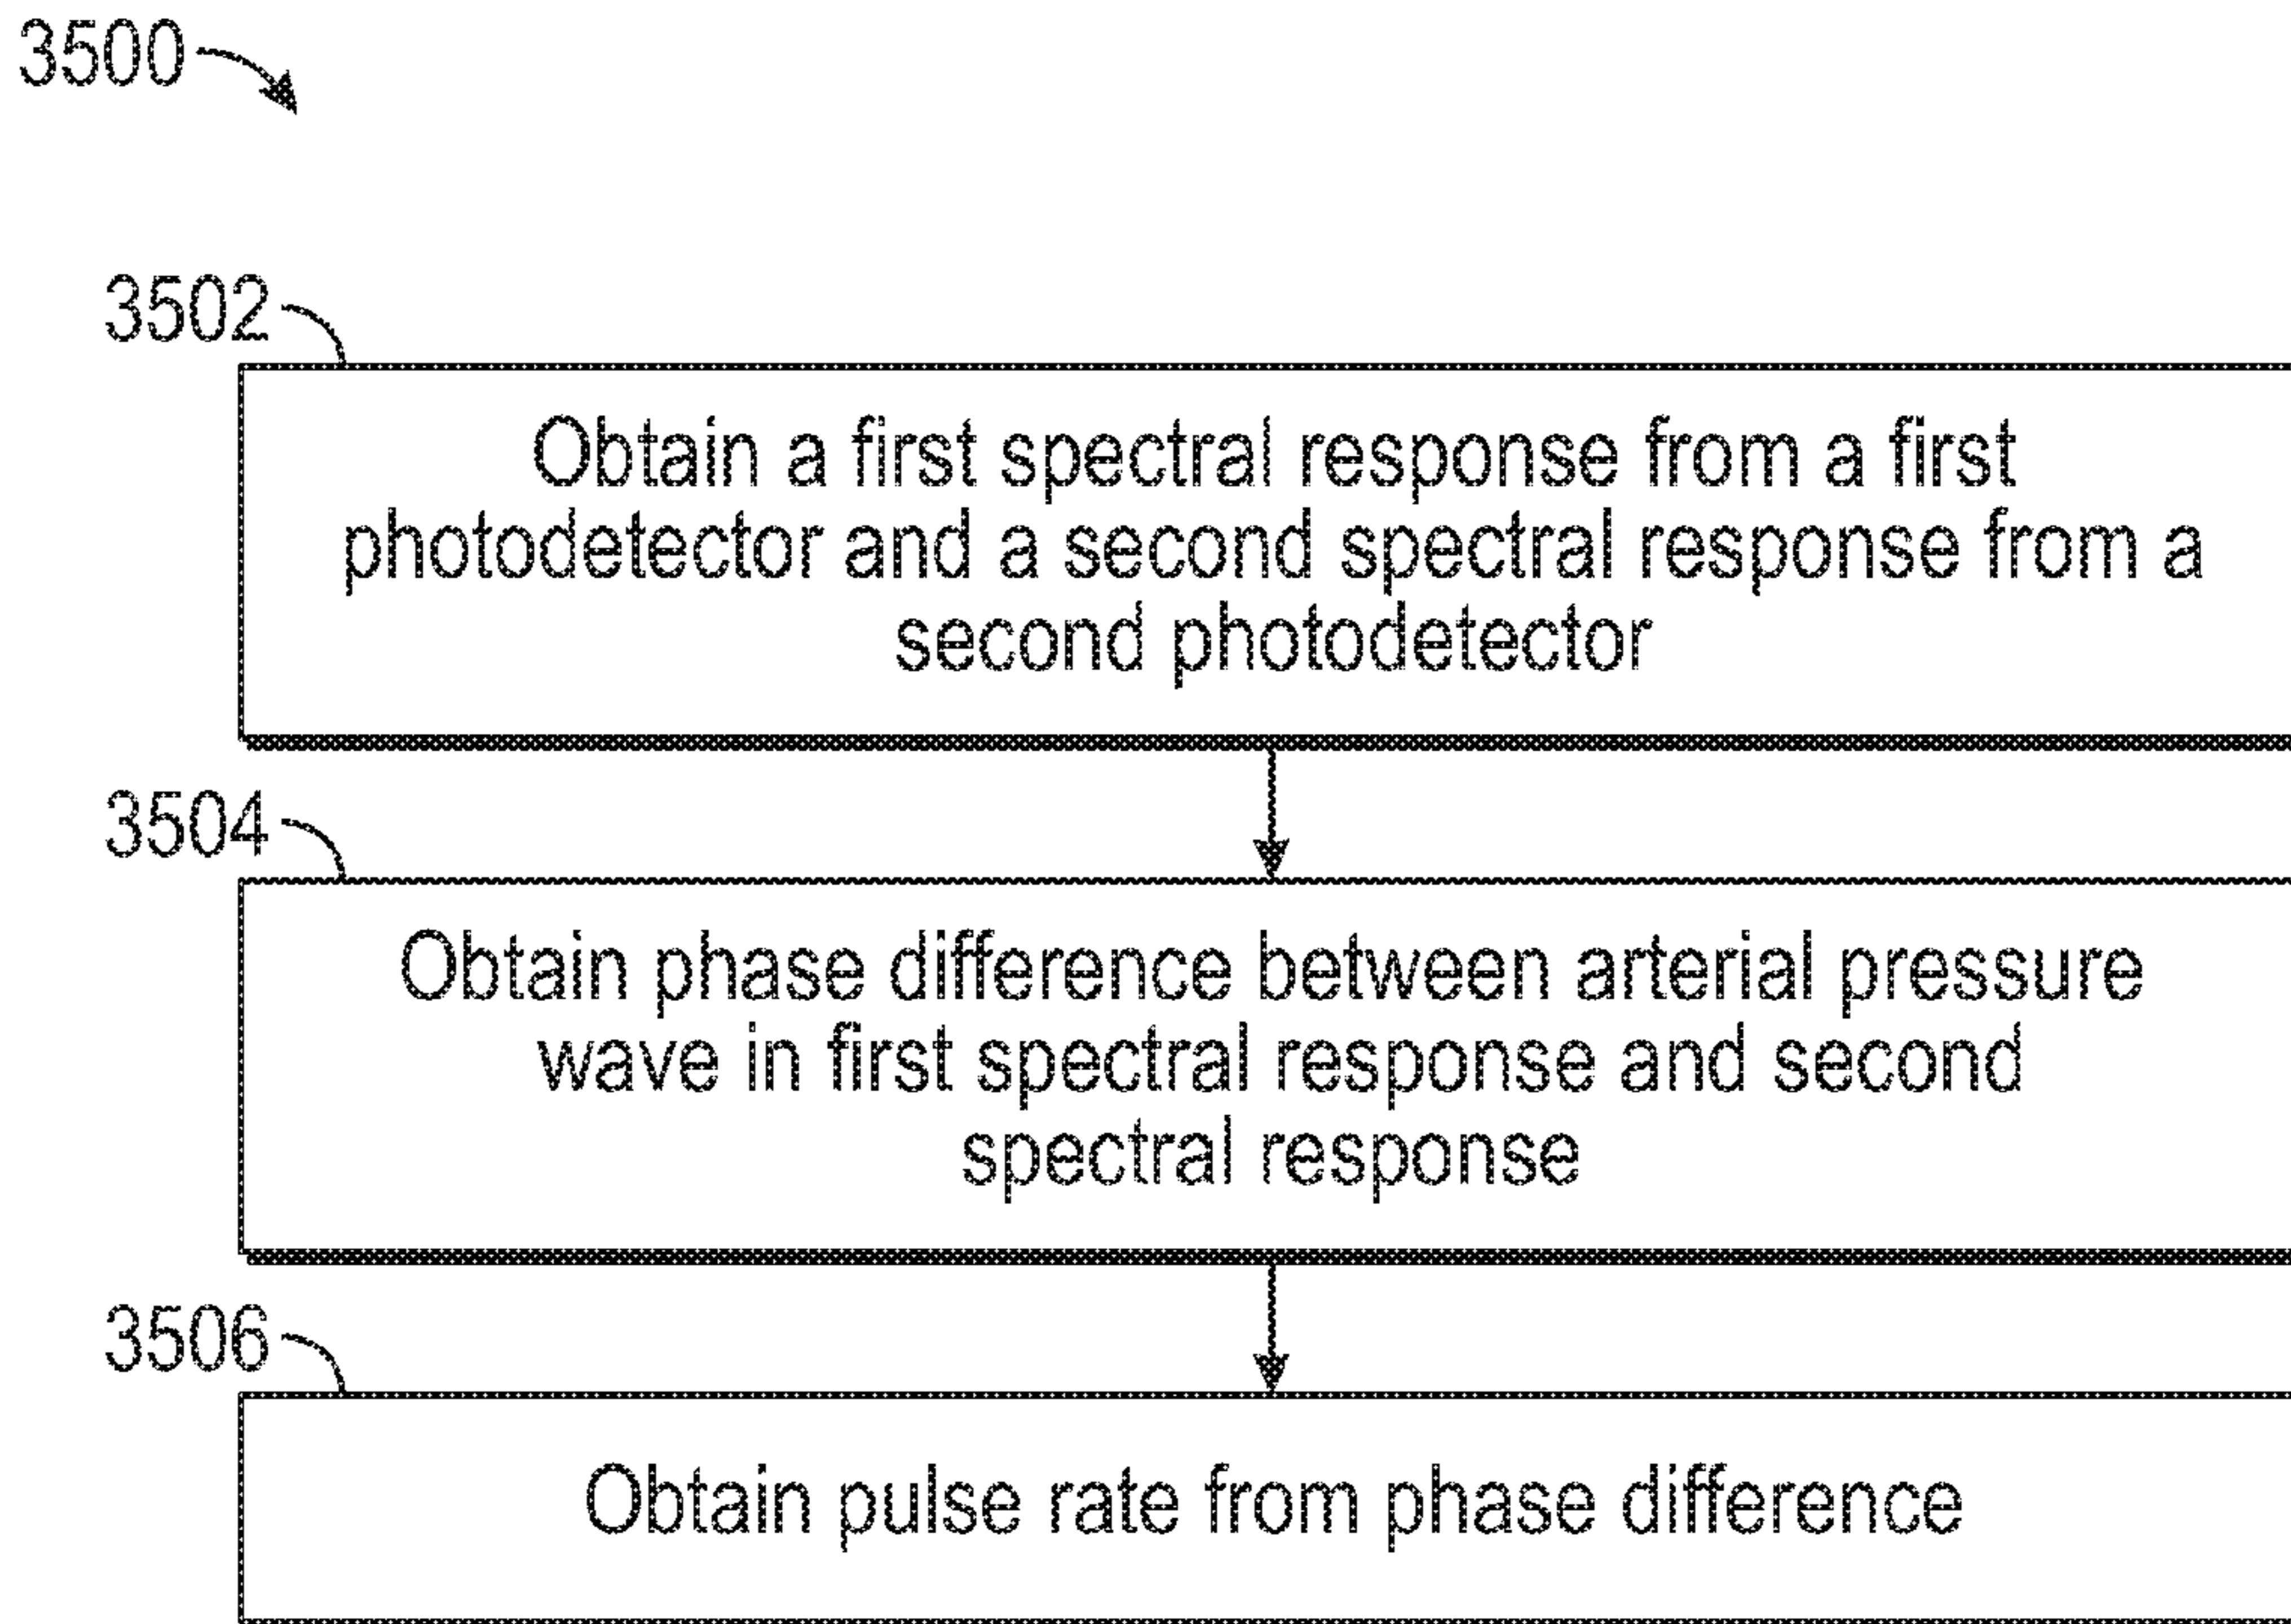 3500
3502
Obtain a first spectral response from a first
photodetector and a second spectral response from a
second photodetector
3504
Obtain phase difference between arterial pressure
wave in first spectral response and second
spectral response
3506
Obtain pulse rate from phase difference